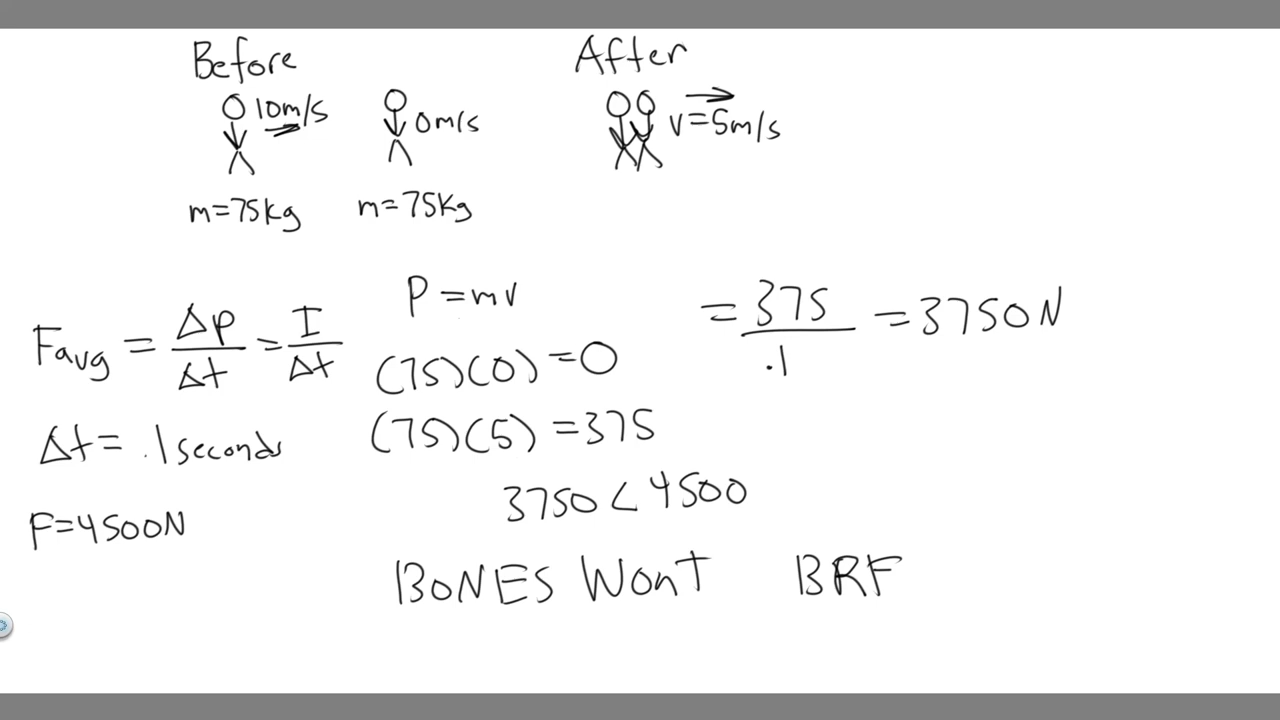 Before
After
10m/s
0m/s
v=5m/s
m=75kg
m=75kg
P=mv
Favg = Δp/Δt = I/Δt
= 375/.1 = 3750N
(75)(0)=0
(75)(5)=375
Δt= .1 seconds
3750<4500
F=4500N
BONES Wont BRF